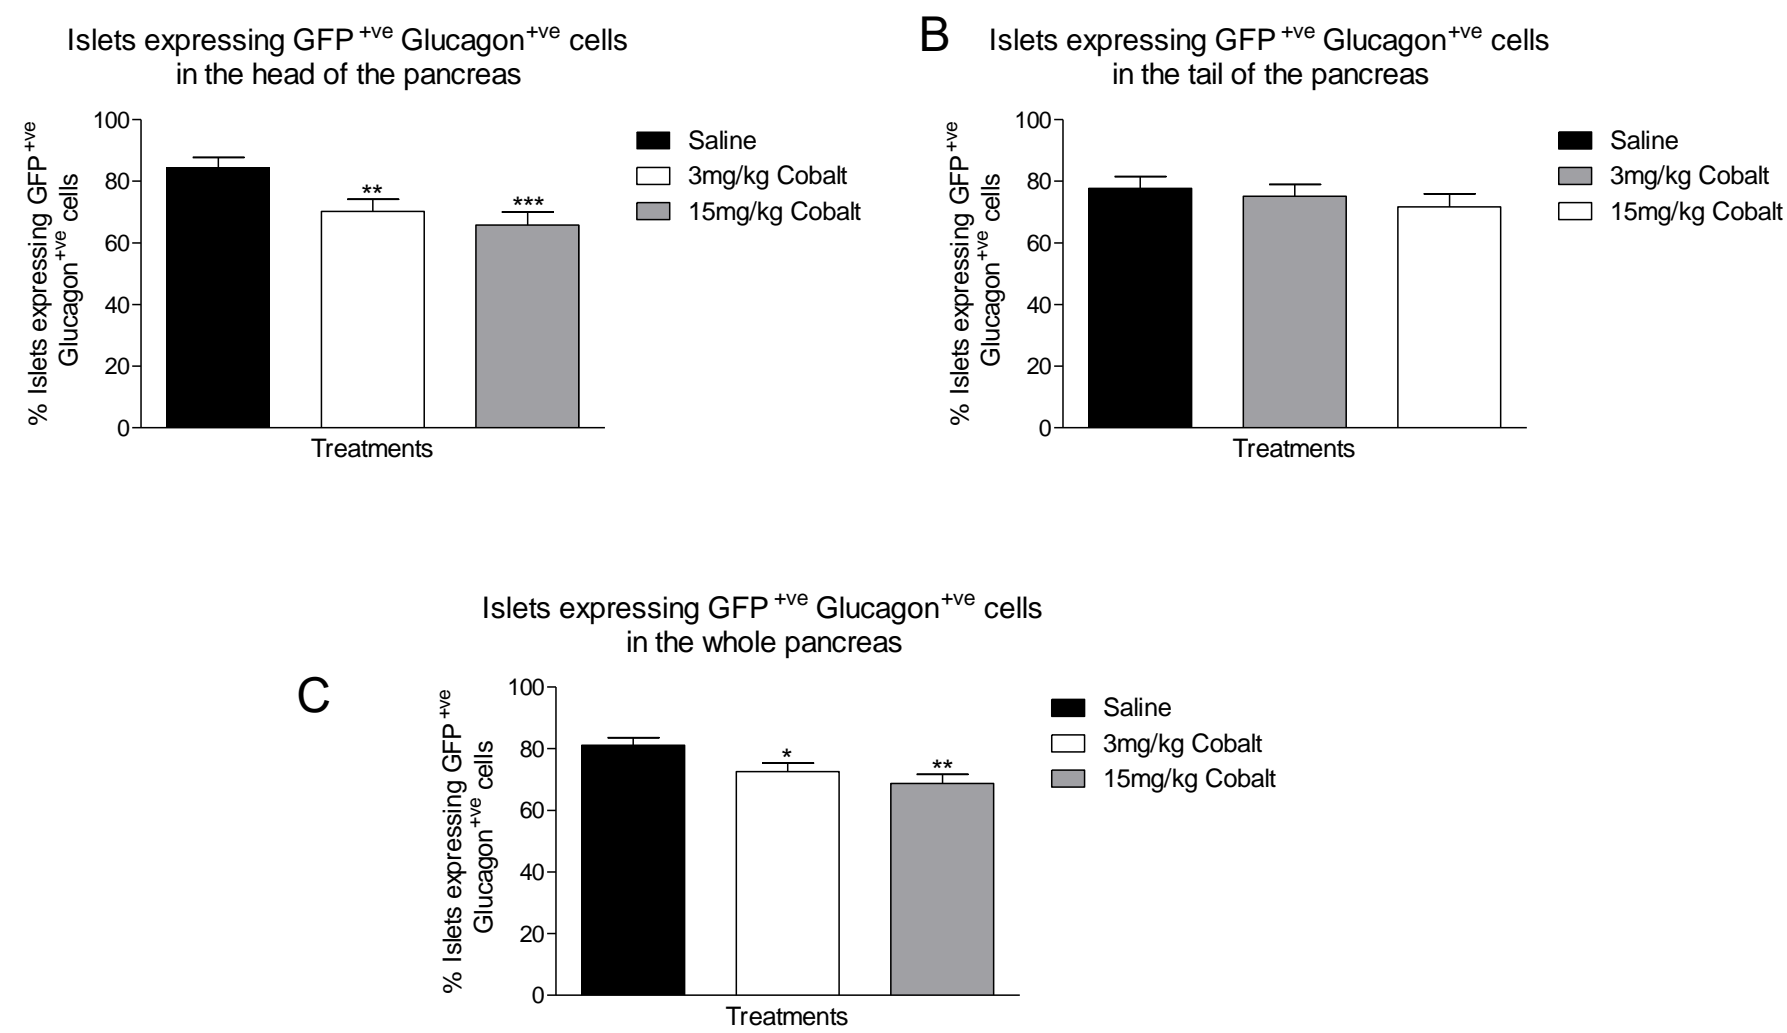 Islets expressing GFP +ve Glucagon+ve cells
in the head of the pancreas
% Islets expressing GFP+ve
Glucagon+ve cells
100
80
60
40
20
0
**
***
Treatments
Saline
3mg/kg Cobalt
15mg/kg Cobalt
B
Islets expressing GFP +ve Glucagon+ve cells
in the tail of the pancreas
% Islets expressing GFP+ve
Glucagon+ve cells
100
80
60
40
20
0
Treatments
Saline
3mg/kg Cobalt
15mg/kg Cobalt
C
Islets expressing GFP +ve Glucagon+ve cells
in the whole pancreas
% Islets expressing GFP+ve
Glucagon+ve cells
100
80
60
40
20
0
*
**
Treatments
Saline
3mg/kg Cobalt
15mg/kg Cobalt